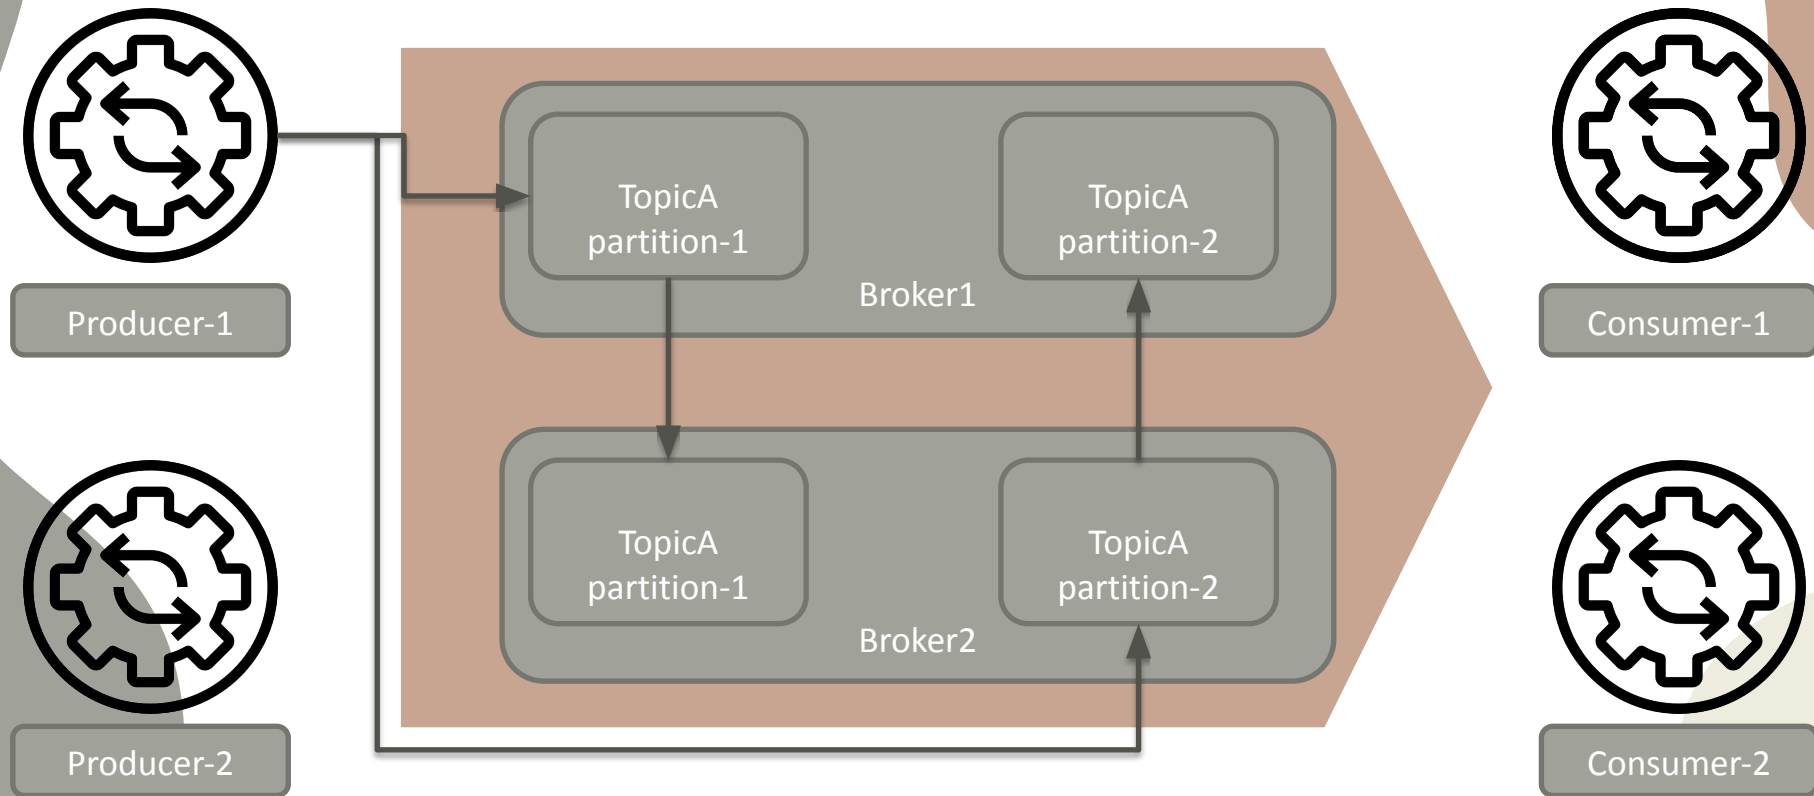 TopicA
partition-1
TopicA
partition-2
Broker1
Producer-1
Consumer-1
TopicA
partition-1
TopicA
partition-2
Broker2
Producer-2
Consumer-2